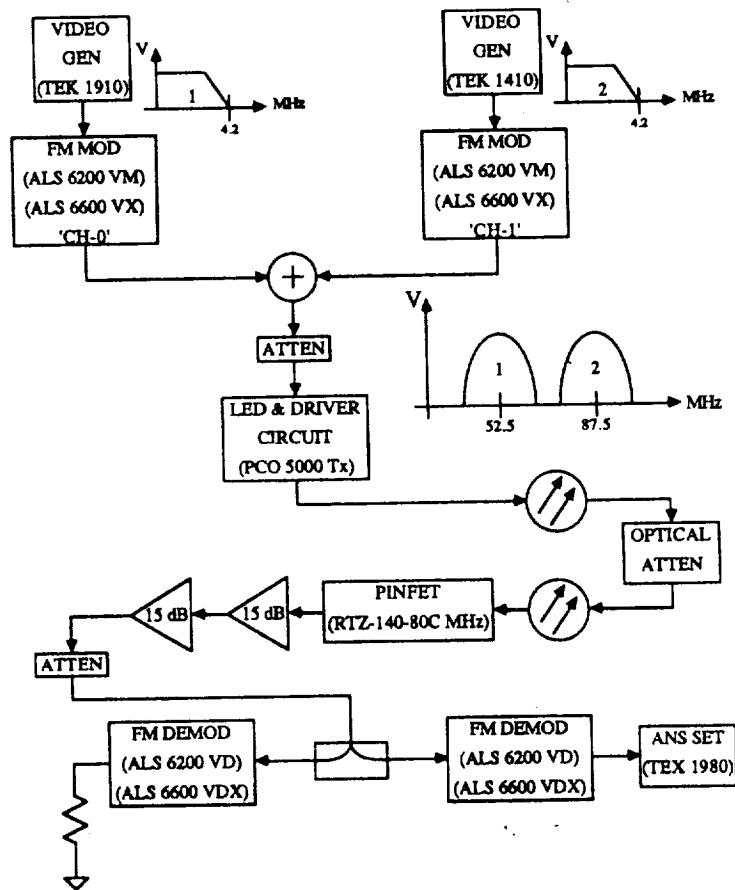 VIDEO
GEN
(TEK 1910)
V
1
MHz
4.2
VIDEO
GEN
(TEK 1410)
V
2
MHz
4.2
FM MOD
(ALS 6200 VM)
(ALS 6600 VX)
'CH-0'
FM MOD
(ALS 6200 VM)
(ALS 6600 VX)
'CH-1'
+
ATTEN
V
1
2
MHz
52.5
87.5
LED & DRIVER
CIRCUIT
(PCO 5000 Tx)
OPTICAL
ATTEN
PINFET
(RTZ-140-80C MHz)
15 dB
15 dB
ATTEN
FM DEMOD
(ALS 6200 VD)
(ALS 6600 VDX)
FM DEMOD
(ALS 6200 VD)
(ALS 6600 VDX)
ANS SET
(TEX 1980)